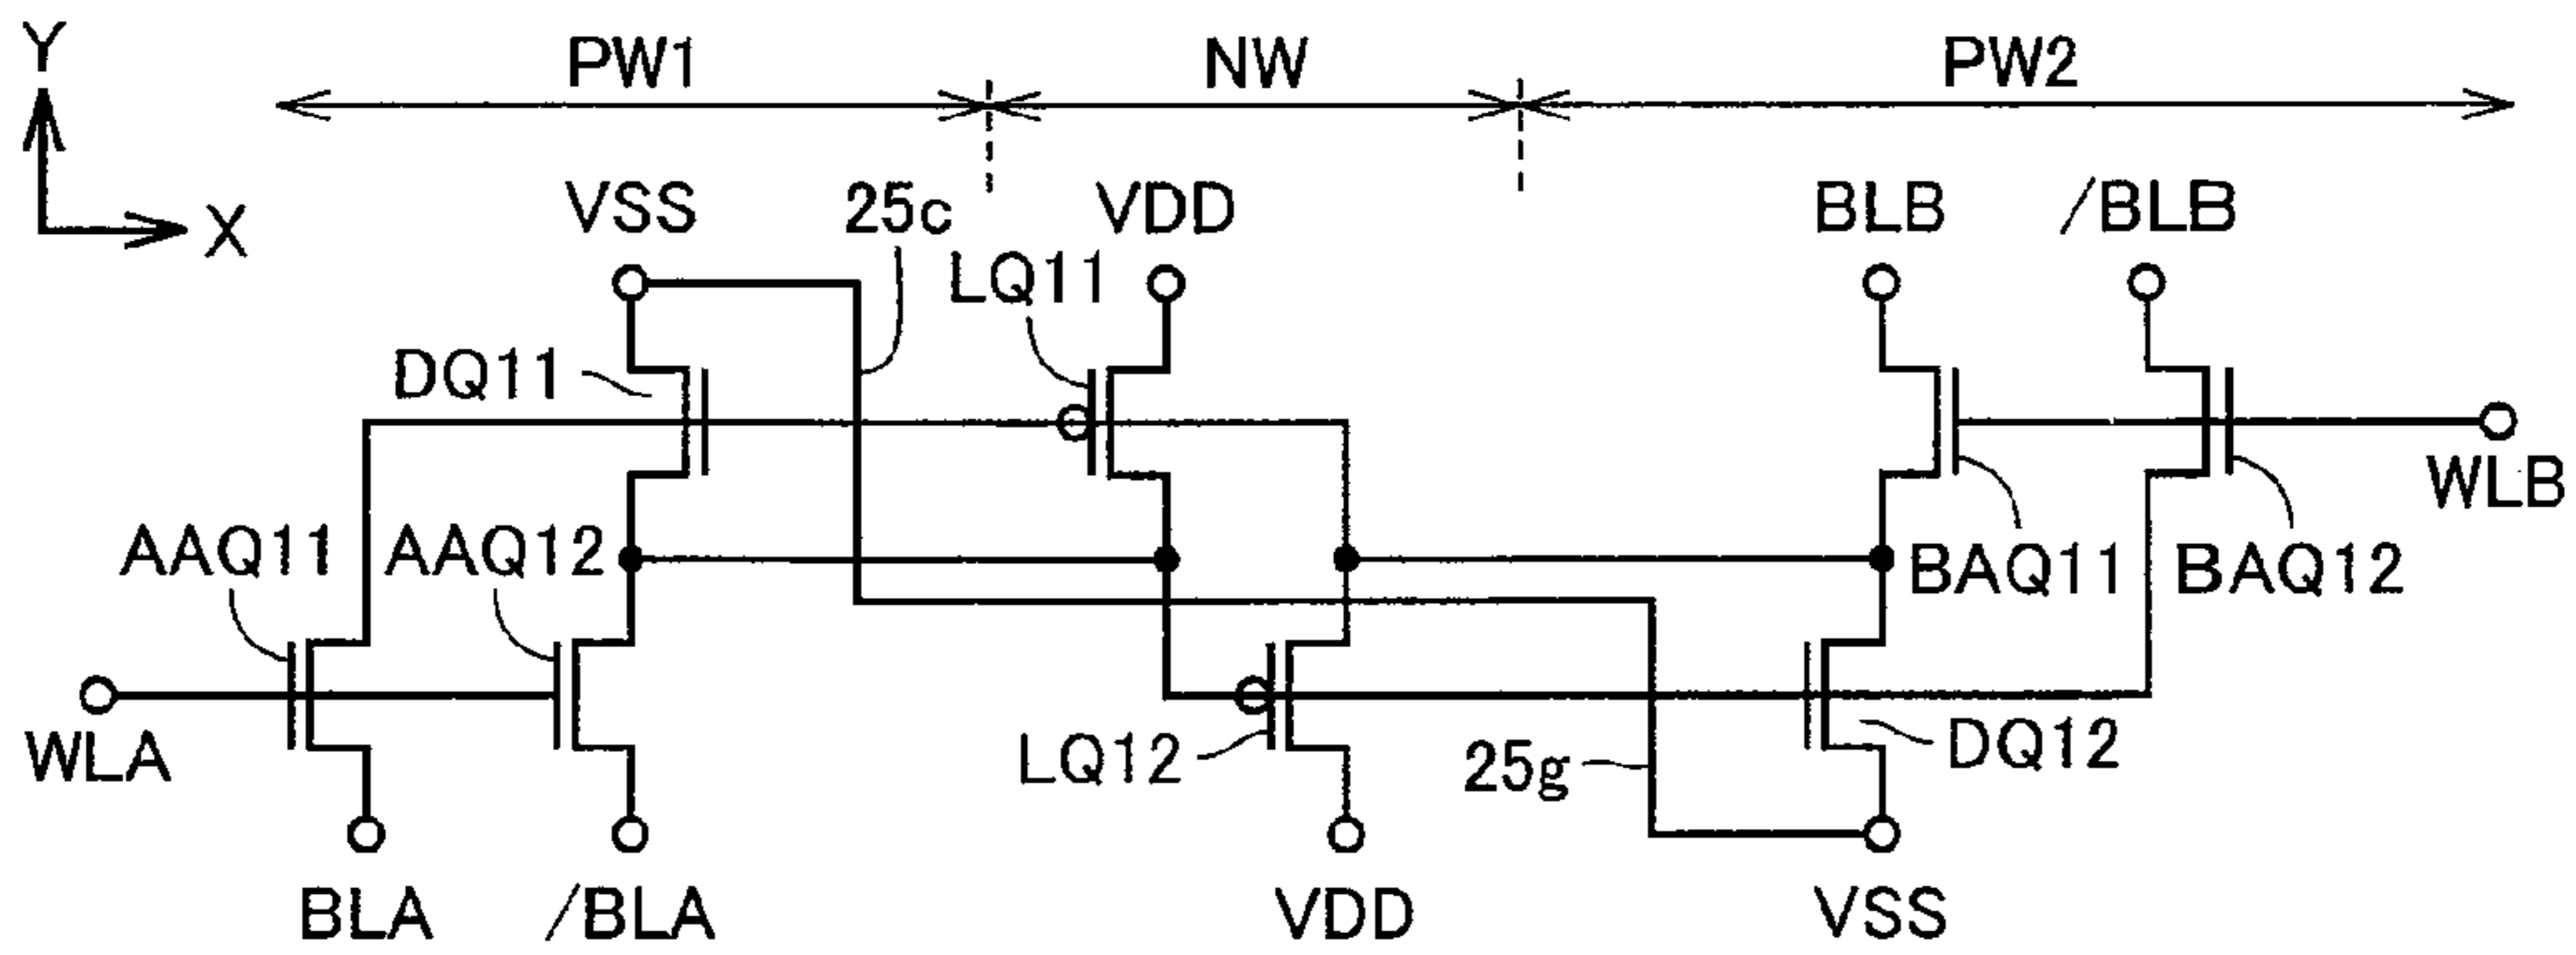 Y
PW1
NW
PW2
X
VSS
25c
VDD
BLB
/BLB
LQ11
DQ11
WLB
AAQ11
AAQ12
BAQ11
BAQ12
WLA
LQ12
25g
DQ12
BLA
/BLA
VDD
VSS